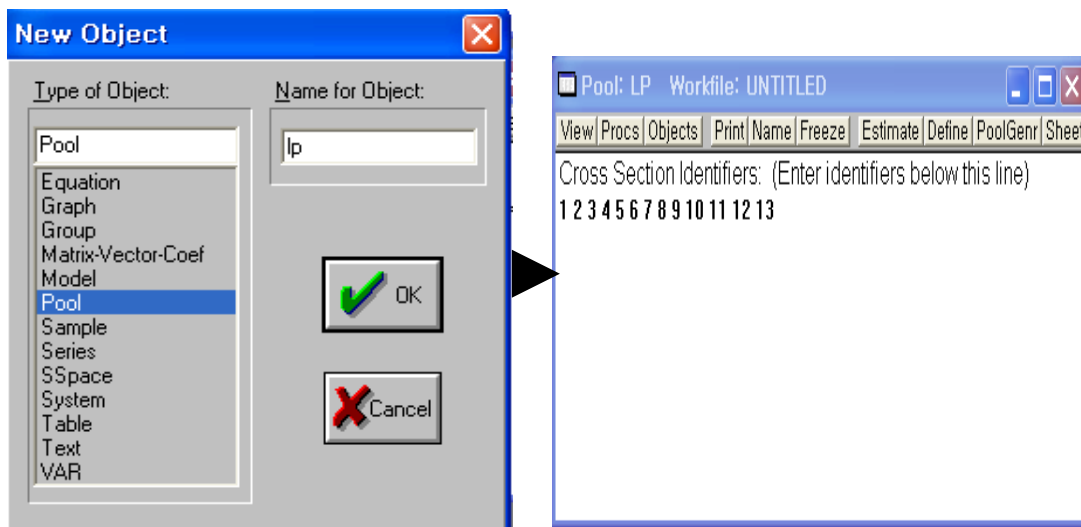 New Object
Type of Object:
Name for Object:
Pool
lp
Equation
Graph
Group
Matrix-Vector-Coef
Model
Pool
Sample
Series
SSpace
System
Table
Text
VAR
OK
Cancel
Pool: LP Workfile: UNTITLED
View Procs Objects Print Name Freeze Estimate Define PoolGenr Sheet
Cross Section Identifiers: (Enter identifiers below this line)
1 2 3 4 5 6 7 8 9 10 11 12 13